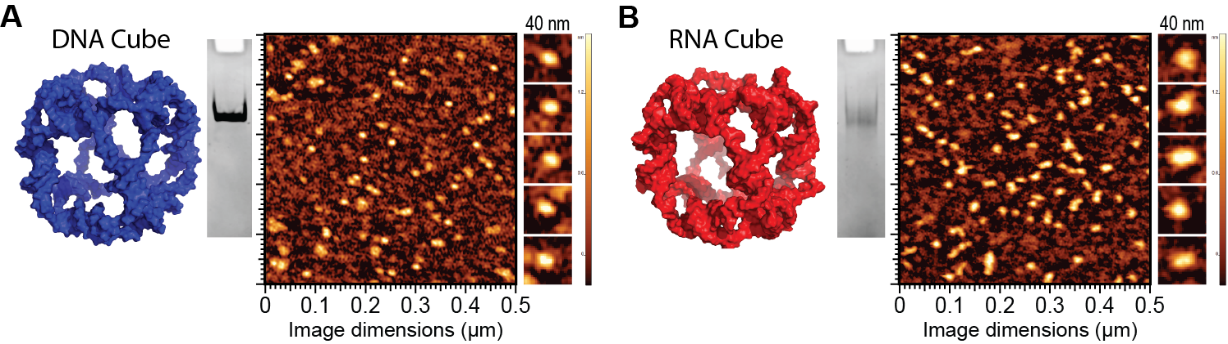 A
DNA Cube
40 nm
0 0.1 0.2 0.3 0.4 0.5
Image dimensions (μm)
B
RNA Cube
40 nm
0 0.1 0.2 0.3 0.4 0.5
Image dimensions (μm)